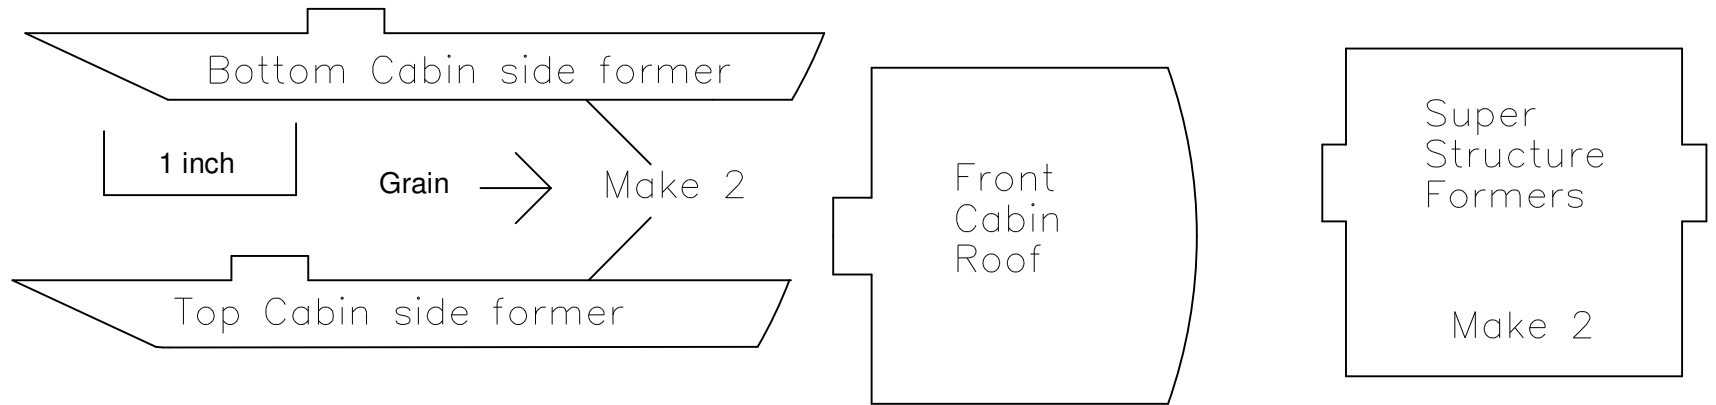 Bottom Cabin side former
1 inch
Grain
Make 2
Top Cabin side former
Front
Cabin
Roof
Super
Structure
Formers
Make 2